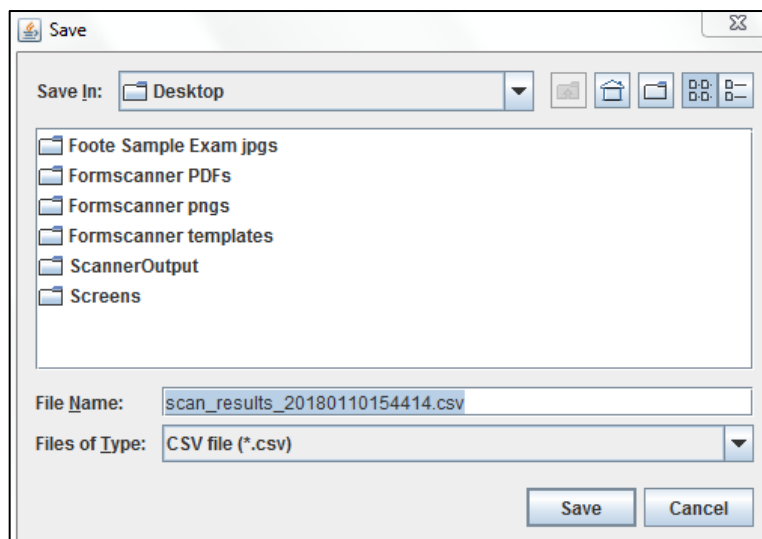 Save
Save In: Desktop
Foote Sample Exam jpgs
Formscanner PDFs
Formscanner pngs
Formscanner templates
ScannerOutput
Screens
File Name: scan_results_20180110154414.csv
Files of Type: CSV file (*.csv)
Save Cancel